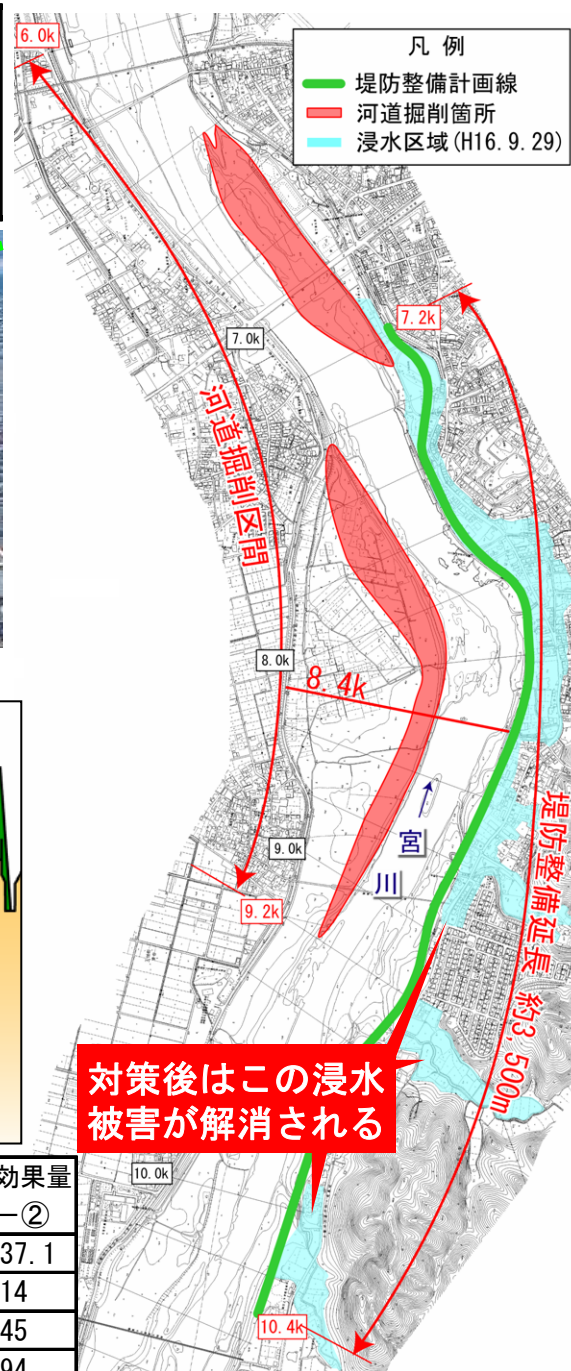 6.0k
凡 例
堤防整備計画線
河道掘削箇所
浸水区域(H16.9.29)
7.2k
7.0k
河道掘削区間
8.0k
8.4k
9.0k
宮
川
9.2k
堤防整備延長 約3,500m
対策後はこの浸水
被害が解消される
10.0k
10.4k
効果量
－②
37.1
14
45
94